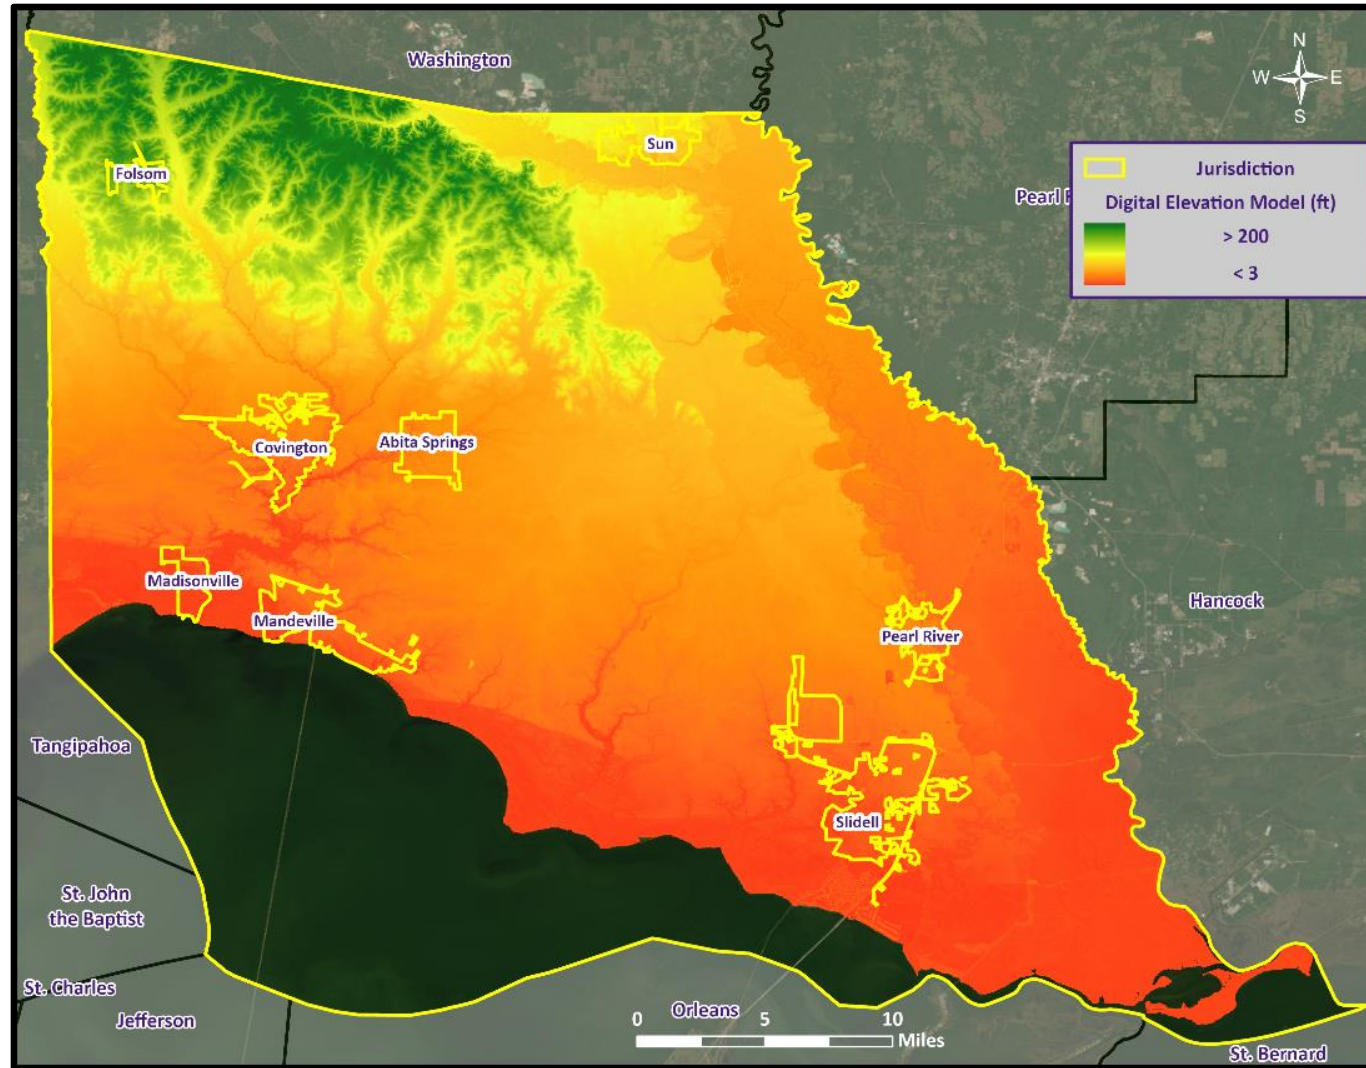 Washington
N
W E
S
Sun
Folsom
Jurisdiction
Pearl
Digital Elevation Model (ft)
> 200
< 3
Covington
Abita Springs
Madisonville
Hancock
Mandeville
Pearl River
Tangipahoa
Slidell
St. John
the Baptist
St. Charles
Jefferson
Orleans
0 5 10
Miles
St. Bernard